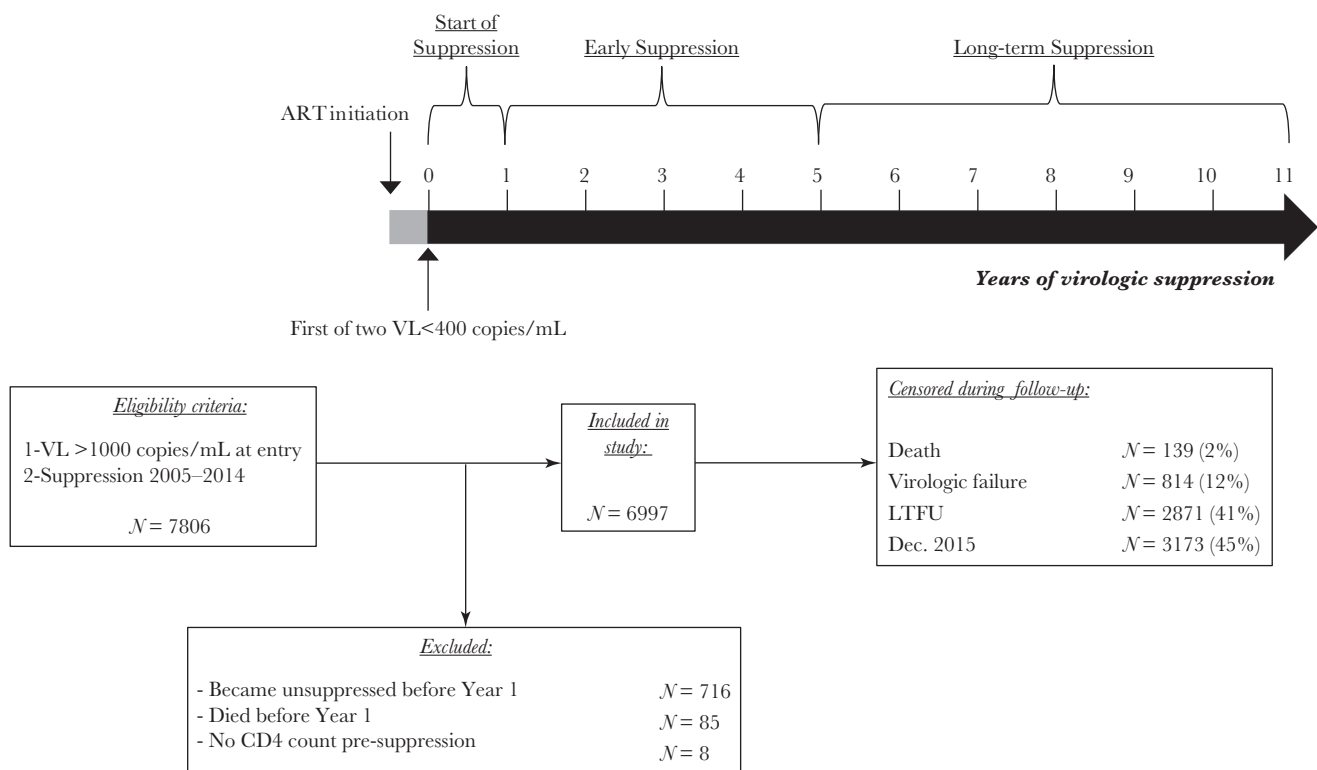 Start of
Suppression
Early Suppression
Long-term Suppression
ART initiation
0 1 2 3 4 5 6 7 8 9 10 11
Years of virologic suppression
First of two VL<400 copies/mL
Eligibility criteria:
1-VL >1000 copies/mL at entry
2-Suppression 2005–2014
N = 7806
Included in
study:
N = 6997
Censored during follow-up:
Death N = 139 (2%)
Virologic failure N = 814 (12%)
LTFU N = 2871 (41%)
Dec. 2015 N = 3173 (45%)
Excluded:
- Became unsuppressed before Year 1 N = 716
- Died before Year 1 N = 85
- No CD4 count pre-suppression N = 8